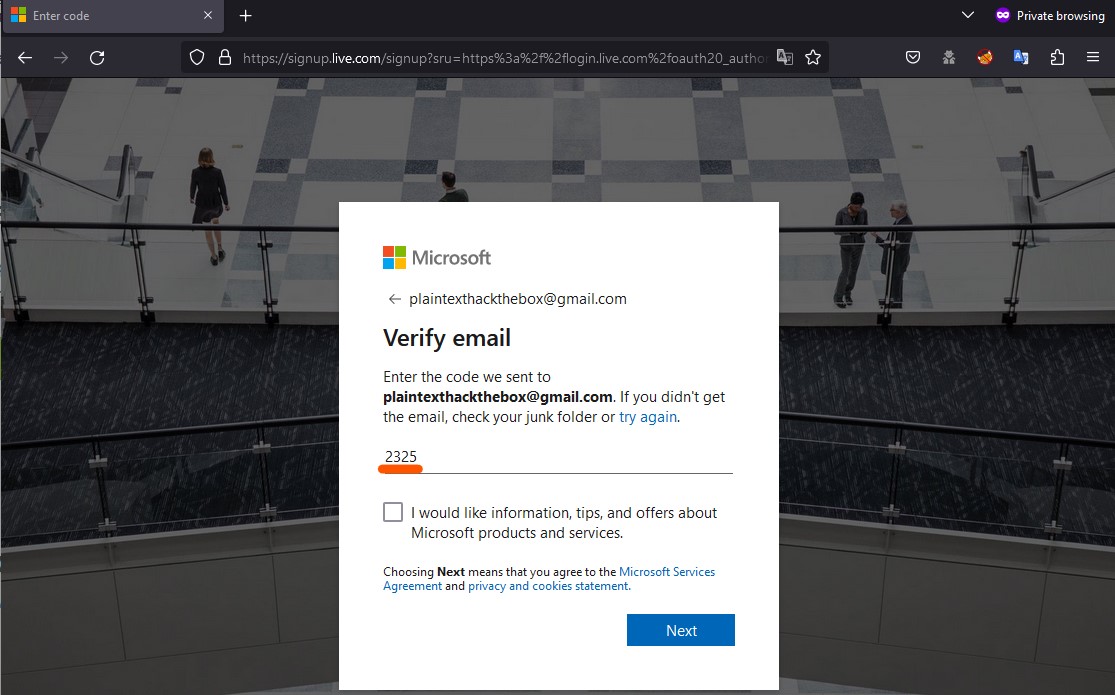 Enter code
Private browsing
https://signup.live.com/signup?sru=https%3a%2f%2flogin.live.com%2foauth20_author
Microsoft
plaintexthackthebox@gmail.com
Verify email
Enter the code we sent to
plaintexthackthebox@gmail.com. If you didn't get
the email, check your junk folder or try again.
2325
I would like information, tips, and offers about
Microsoft products and services.
Choosing Next means that you agree to the Microsoft Services
Agreement and privacy and cookies statement.
Next